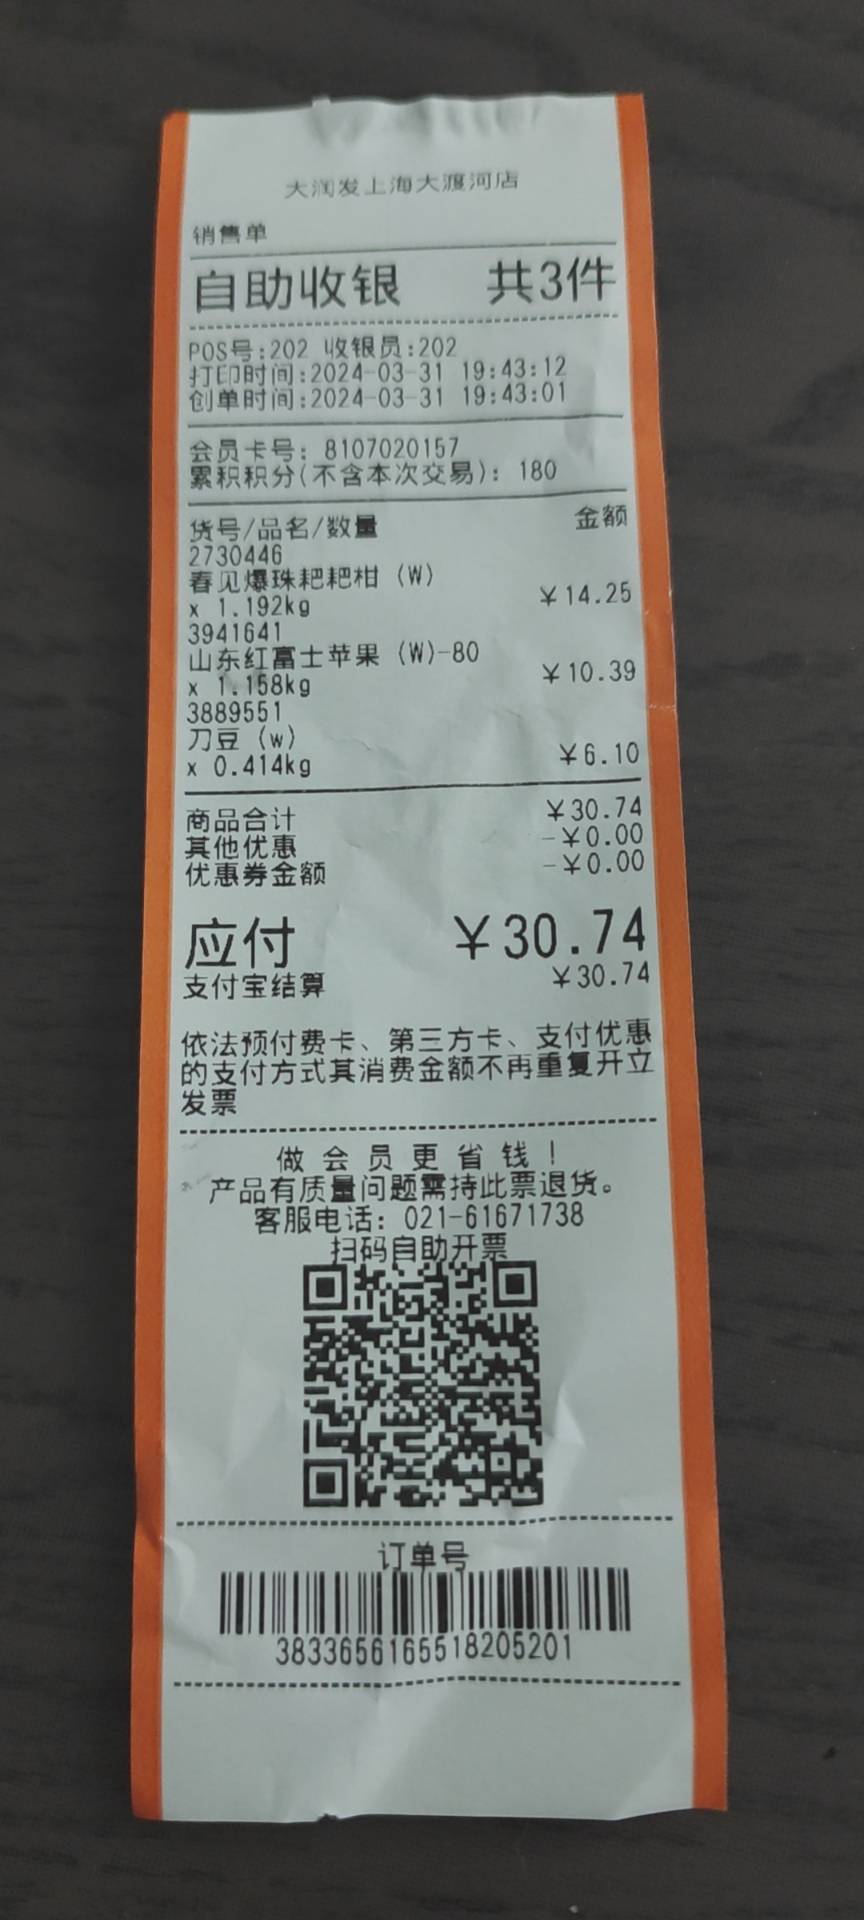 大润发上海大渡河店
销售单
自助收银 共3件
POS号:202 收银员:202
打印时间:2024-03-31 19:43:12
创单时间:2024-03-31 19:43:01
会员卡号: 8107020157
累积积分(不含本次交易): 180
货号/品名/数量 金额
2730446
春见爆珠耙耙柑 (W)
x 1.192kg ¥14.25
3941641
山东红富士苹果 (W)-80
x 1.158kg ¥10.39
3889551
刀豆 (w)
x 0.414kg ¥6.10
商品合计 ¥30.74
其他优惠 -¥0.00
优惠券金额 -¥0.00
应付 ¥30.74
支付宝结算 ¥30.74
依法预付费卡、第三方卡、支付优惠
的支付方式其消费金额不再重复开立
发票
做会员更省钱!
产品有质量问题需持此票退货。
客服电话: 021-61671738
扫码自助开票
订单号
3833656165518205201